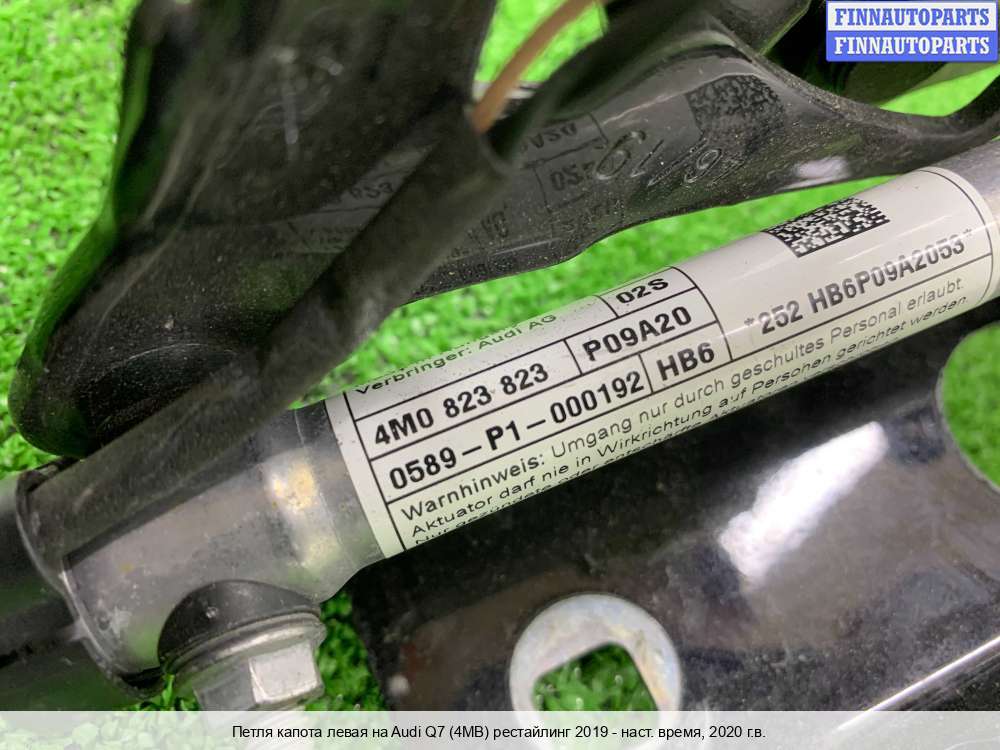 FINNAUTOPARTS
FINNAUTOPARTS
Verbringer: Audi AG
02S
4M0 823 823
P09A20
0589-P1-000192
HB6
*252 HB6P09A2053*
Warnhinweis: Umgang nur durch geschultes Personal erlaubt.
Aktuator darf nie in Wirkrichtung auf Personen gerichtet werden.
Петля капота левая на Audi Q7 (4MB) рестайлинг 2019 - наст. время, 2020 г.в.